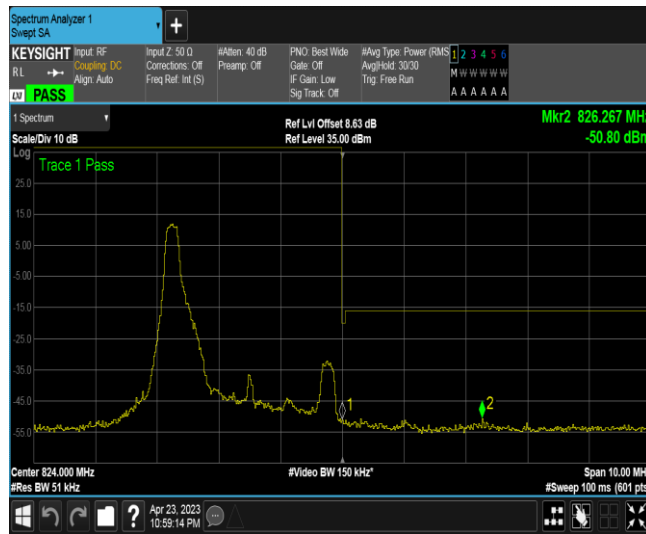 Spectrum Analyzer 1
Swept SA
KEYSIGHT
RL
LXI
PASS
Input: RF
Coupling: DC
Align: Auto
Input Z: 50 Ω
Corrections: Off
Freq Ref: Int (S)
#Atten: 40 dB
Preamp: Off
PNO: Best Wide
Gate: Off
IF Gain: Low
Sig Track: Off
#Avg Type: Power (RMS
Avg|Hold: 30/30
Trig: Free Run
1 2 3 4 5 6
M W W W W W
A A A A A A
1 Spectrum
Scale/Div 10 dB
Ref Lvl Offset 8.63 dB
Ref Level 35.00 dBm
Mkr2 826.267 MHz
-50.80 dBm
Log
Trace 1 Pass
25.0
15.0
5.00
-5.00
-15.0
-25.0
-35.0
-45.0
-55.0
1
2
Center 824.000 MHz
#Res BW 51 kHz
#Video BW 150 kHz*
Span 10.00 MH
#Sweep 100 ms (601 pts
?
Apr 23, 2023
10:59:14 PM